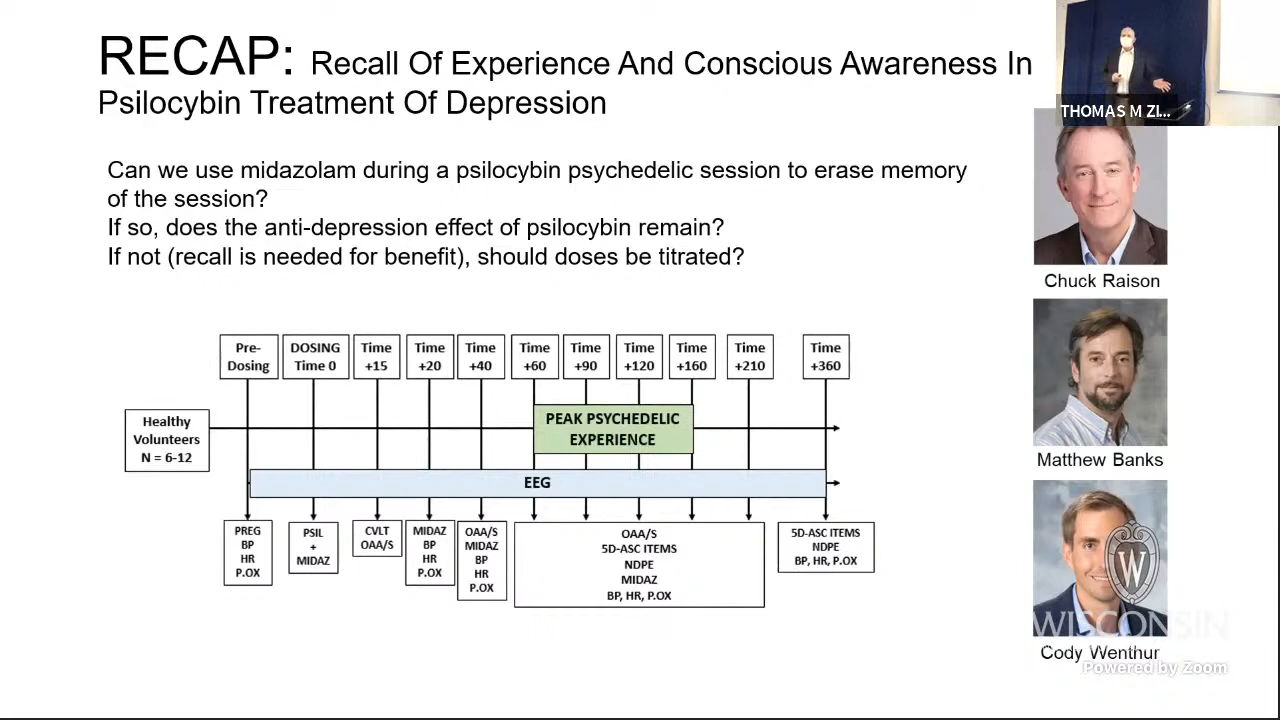 RECAP: Recall Of Experience And Conscious Awareness In
Psilocybin Treatment Of Depression
THOMAS M ZI...
Can we use midazolam during a psilocybin psychedelic session to erase memory
of the session?
If so, does the anti-depression effect of psilocybin remain?
If not (recall is needed for benefit), should doses be titrated?
Chuck Raison
Matthew Banks
Cody Wenthur
Pre-
Dosing
DOSING
Time 0
Time
+15
Time
+20
Time
+40
Time
+60
Time
+90
Time
+120
Time
+160
Time
+210
Time
+360
Healthy
Volunteers
N = 6-12
PEAK PSYCHEDELIC
EXPERIENCE
EEG
PREG
BP
HR
P.OX
PSIL
+
MIDAZ
CVLT
OAA/S
MIDAZ
BP
HR
P.OX
OAA/S
MIDAZ
BP
HR
P.OX
OAA/S
5D-ASC ITEMS
NDPE
MIDAZ
BP, HR, P.OX
5D-ASC ITEMS
NDPE
BP, HR, P.OX
W
WISCONSIN
Powered by Zoom